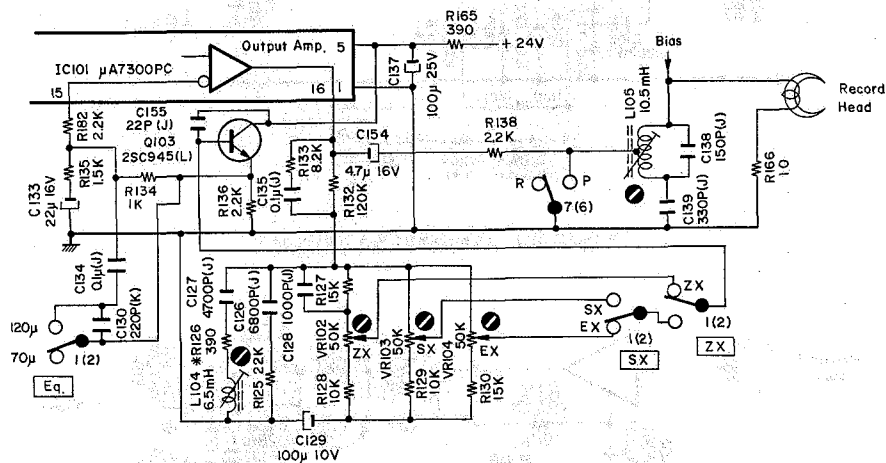 R165
390
+ 24V
Output Amp. 5
IC101 μA7300PC
15
16
1
C137
100μ 25V
Bias
L105
10.5mH
Record
Head
R182
2.2K
C155
22P (J)
Q103
2SC945(L)
C133
22μ 16V
R135
1.5K
R134
1K
R136
2.2K
C135
0.1μ(J)
R133
8.2K
C154
4.7μ 16V
R132
120K
R138
2.2K
R
P
7(6)
C138
150P(J)
C139
330P(J)
R166
10
C134
0.1μ(J)
C130
220P(K)
120μ
70μ
1(2)
Eq.
C127
4700P(J)
C126
6800P(J)
C128 1000P(J)
R127
15K
L104 *R126
6.5mH 390
R125 22K
VR102
50K
ZX
R128
10K
VR103
50K
SX
R129
10K
VR104
50K
EX
R130
15K
C129
100μ 10V
SX
EX
1(2)
SX
ZX
1(2)
ZX